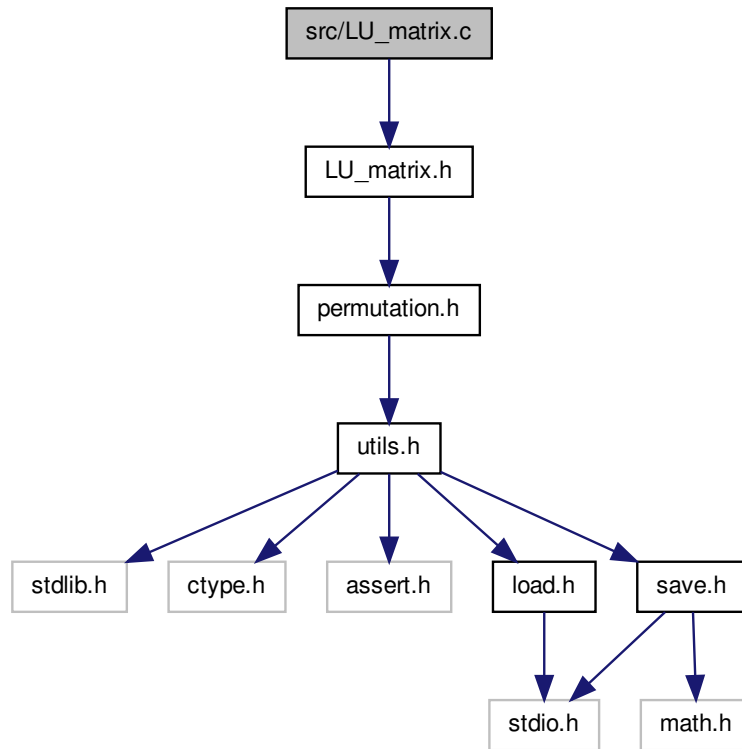 src/LU_matrix.c
LU_matrix.h
permutation.h
utils.h
stdlib.h
ctype.h
assert.h
load.h
save.h
stdio.h
math.h